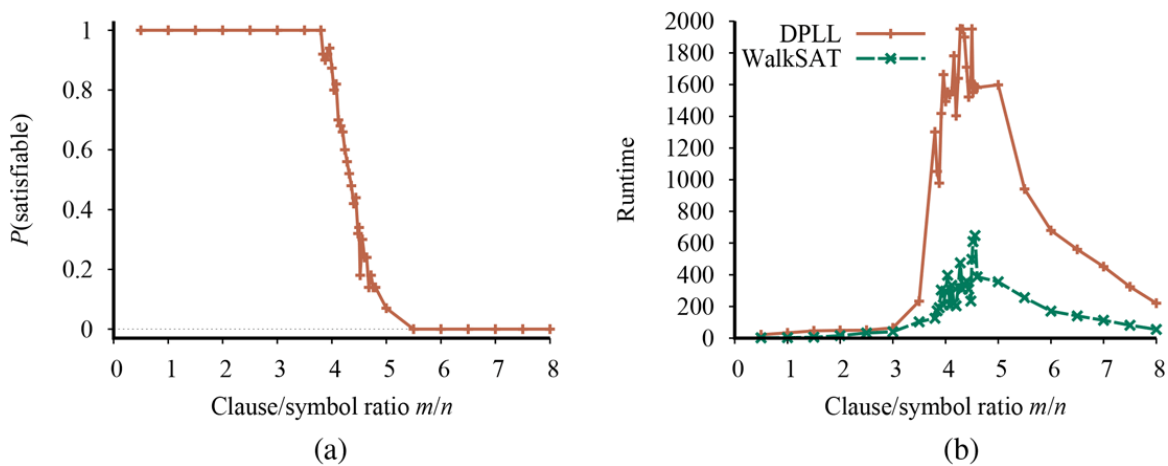 1
0.8
0.6
0.4
0.2
0
P(satisfiable)
0 1 2 3 4 5 6 7 8
Clause/symbol ratio m/n
(a)
2000
1800
1600
1400
1200
1000
800
600
400
200
0
Runtime
DPLL
WalkSAT
0 1 2 3 4 5 6 7 8
Clause/symbol ratio m/n
(b)